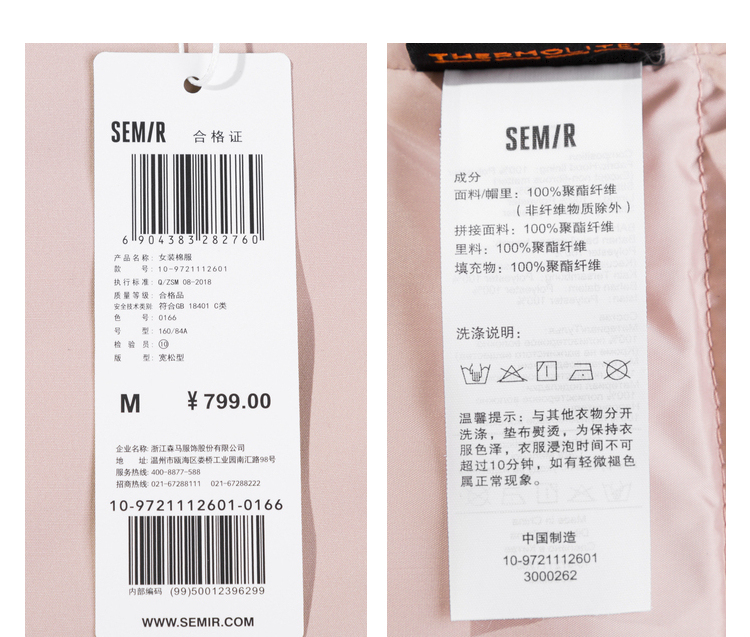 SEMIR 合格证
6 904383 282760
产品名称: 女装棉服
款 号: 10-9721112601
执行标准: Q/ZSM 08-2018
质量等级: 合格品
安全技术类别: 符合GB 18401 C类
色 号: 0166
号 型: 160/84A
检 验 员: ⑩
版 型: 宽松型
M ¥799.00
企业名称: 浙江森马服饰股份有限公司
地 址: 温州市瓯海区娄桥工业园南汇路98号
服务热线: 400-8877-588
招商热线: 021-67288111 021-67288222
10-9721112601-0166
内部编码 (99)50012396299
WWW.SEMIR.COM
THERMOLITE
SEMIR
成分
面料/帽里: 100%聚酯纤维
(非纤维物质除外)
拼接面料: 100%聚酯纤维
里料: 100%聚酯纤维
填充物: 100%聚酯纤维
洗涤说明:
温馨提示: 与其他衣物分开
洗涤, 垫布熨烫, 为保持衣
服色泽, 衣服浸泡时间不可
超过10分钟, 如有轻微褪色
属正常现象。
中国制造
10-9721112601
3000262